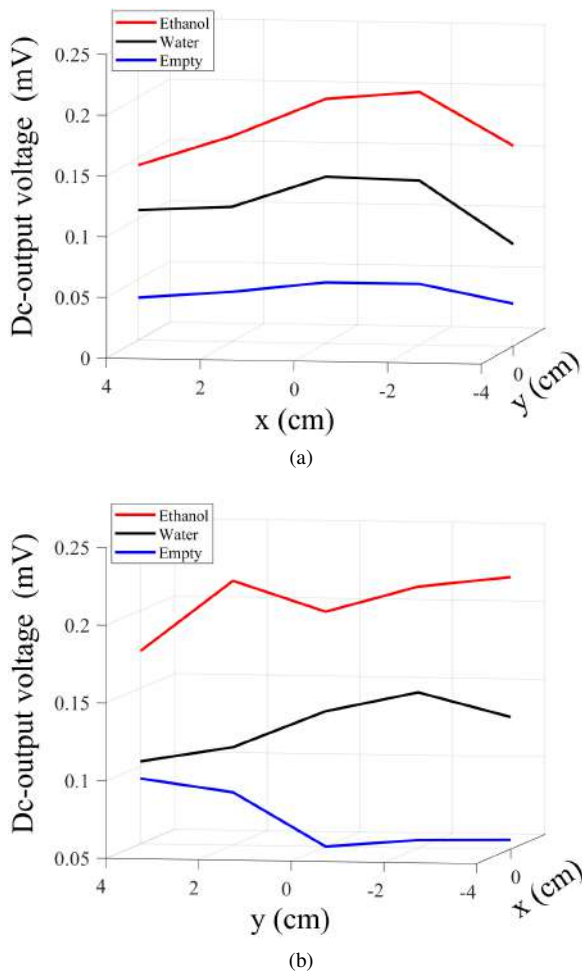 Ethanol
Water
Empty
0.25
0.2
0.15
0.1
0.05
0
Dc-output voltage (mV)
4
2
0
-2
-4
x (cm)
0
y (cm)
(a)
Ethanol
Water
Empty
0.25
0.2
0.15
0.1
0.05
Dc-output voltage (mV)
4
2
0
-2
-4
y (cm)
0
x (cm)
(b)